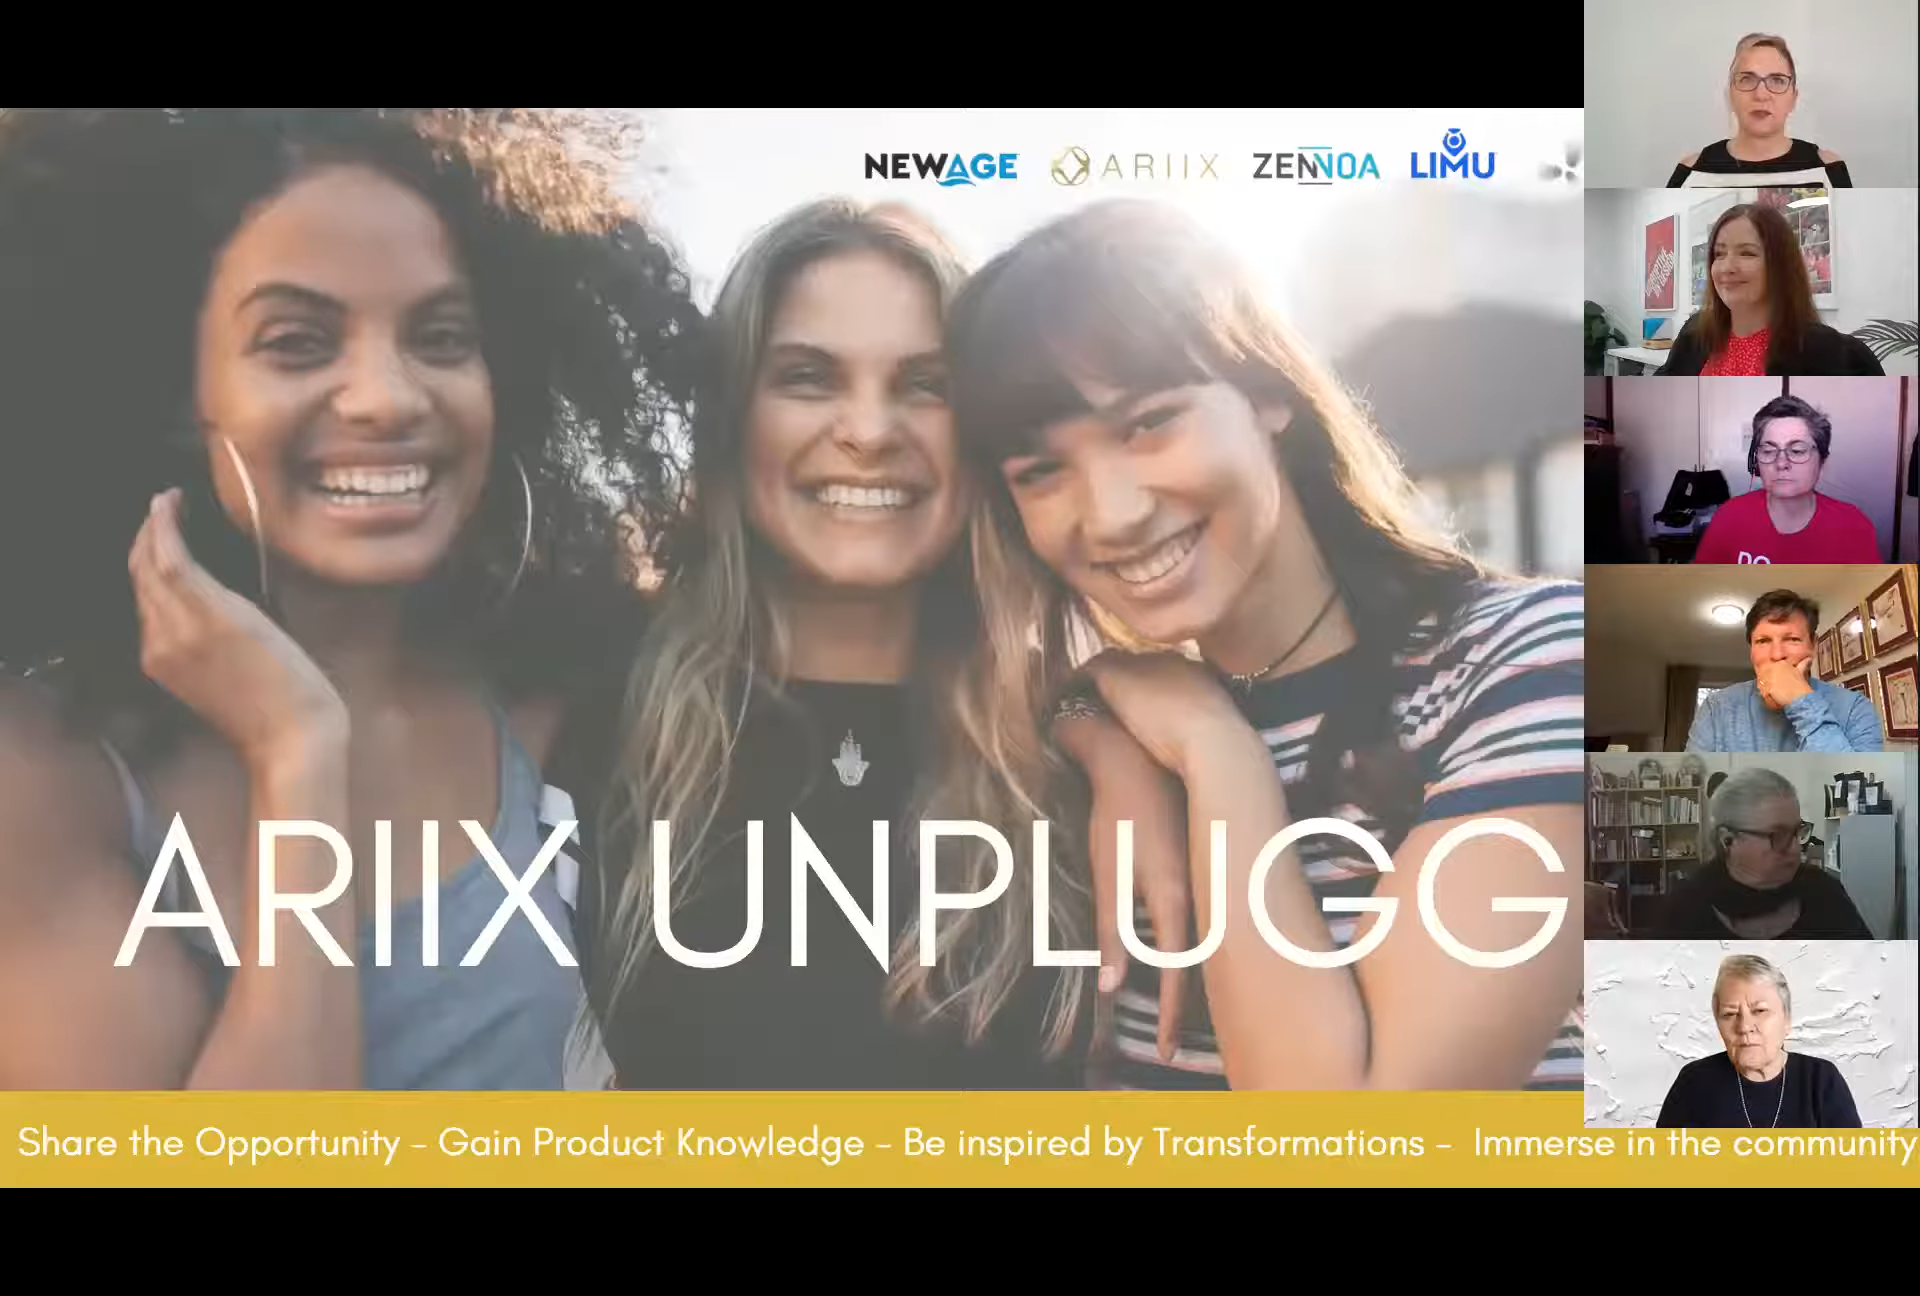 NEWAGE ARIIX ZENNOA LIMU
ARIIX UNPLUGG
Share the Opportunity - Gain Product Knowledge - Be inspired by Transformations - Immerse in the community